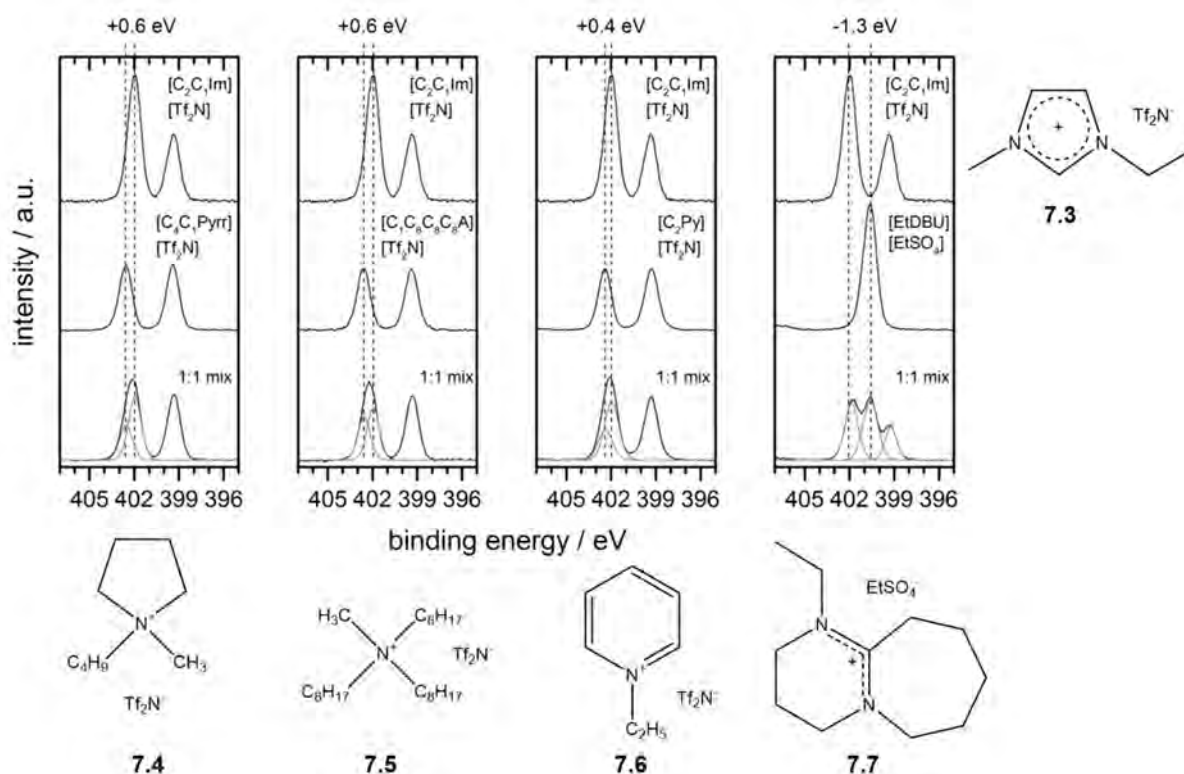 +0.6 eV
+0.6 eV
+0.4 eV
-1.3 eV
intensity / a.u.
[C₂C₁Im]
[Tf₂N]
[C₄C₁Pyrr]
[Tf₂N]
1:1 mix
405 402 399 396
[C₂C₁Im]
[Tf₂N]
[C₁C₈C₈C₈A]
[Tf₂N]
1:1 mix
405 402 399 396
[C₂C₁Im]
[Tf₂N]
[C₂Py]
[Tf₂N]
1:1 mix
405 402 399 396
[C₂C₁Im]
[Tf₂N]
[EtDBU]
[EtSO₄]
1:1 mix
405 402 399 396
binding energy / eV
+
N
N
Tf₂N⁻
7.3
N⁺
C₄H₉
CH₃
Tf₂N⁻
7.4
H₃C
C₈H₁₇
N⁺
Tf₂N⁻
C₈H₁₇
C₈H₁₇
7.5
N⁺
Tf₂N⁻
C₂H₅
7.6
EtSO₄
N
+
N
7.7